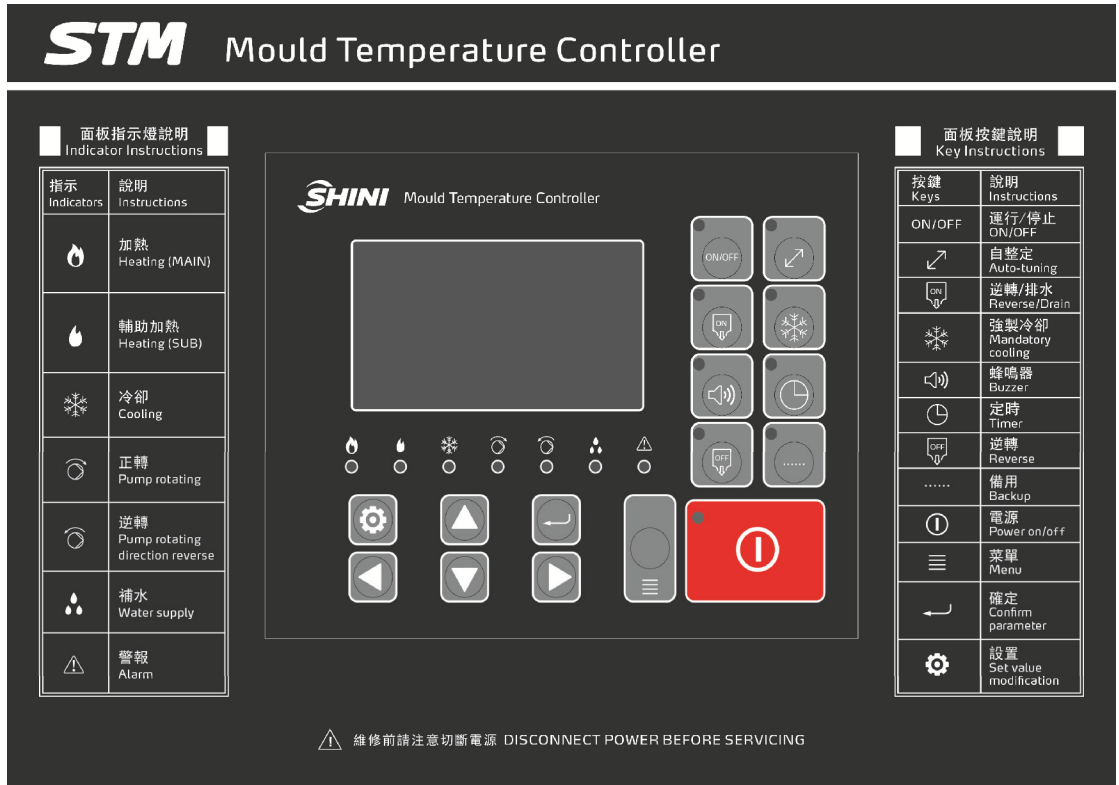 STM Mould Temperature Controller
面板指示燈說明
Indicator Instructions
指示 說明
Indicators Instructions
加熱
Heating (MAIN)
輔助加熱
Heating (SUB)
冷卻
Cooling
正轉
Pump rotating
逆轉
Pump rotating
direction reverse
補水
Water supply
警報
Alarm
SHINI Mould Temperature Controller
ON/OFF
ON
OFF
......
面板按鍵說明
Key Instructions
按鍵 說明
Keys Instructions
ON/OFF 運行/停止
ON/OFF
自整定
Auto-tuning
ON 逆轉/排水
Reverse/Drain
強製冷卻
Mandatory
cooling
蜂鳴器
Buzzer
定時
Timer
OFF 逆轉
Reverse
...... 備用
Backup
電源
Power on/off
菜單
Menu
確定
Confirm
parameter
設置
Set value
modification
維修前請注意切斷電源 DISCONNECT POWER BEFORE SERVICING